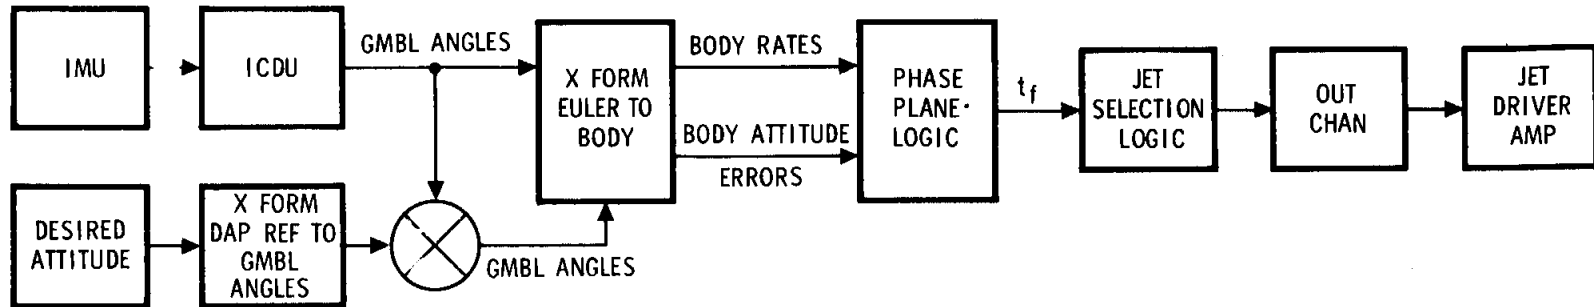 IMU
ICDU
GMBL ANGLES
X FORM
EULER TO
BODY
BODY RATES
BODY ATTITUDE
ERRORS
PHASE
PLANE·
LOGIC
t_f
JET
SELECTION
LOGIC
OUT
CHAN
JET
DRIVER
AMP
DESIRED
ATTITUDE
X FORM
DAP REF TO
GMBL
ANGLES
GMBL ANGLES